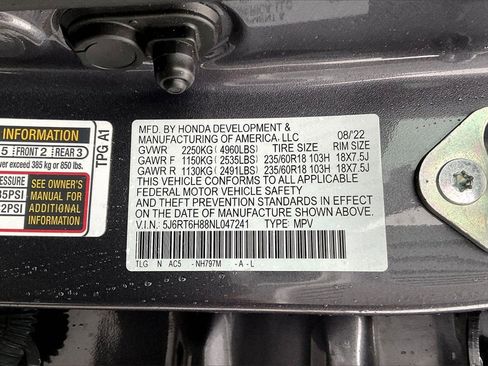 INFORMATION
5 FRONT 2 REAR 3
ver exceed 385 kg or 850 lbs.
TPG A1
RESSURE
35PSI
2PSI
SEE OWNER'S
MANUAL FOR
ADDITIONAL
INFORMATION
MFD. BY HONDA DEVELOPMENT &
MANUFACTURING OF AMERICA, LLC 08/'22
GVWR 2250KG ( 4960LBS) TIRE SIZE RIM SIZE
GAWR F 1150KG ( 2535LBS) 235/60R18 103H 18X7.5J
GAWR R 1130KG ( 2491LBS) 235/60R18 103H 18X7.5J
THIS VEHICLE CONFORMS TO ALL APPLICABLE
FEDERAL MOTOR VEHICLE SAFETY
AND THEFT PREVENTION STANDARDS IN EFFECT ON
THE DATE OF MANUFACTURE SHOWN ABOVE.
V.I.N.: 5J6RT6H88NL047241 TYPE: MPV
TLG N AC5 - NH797M - A - L